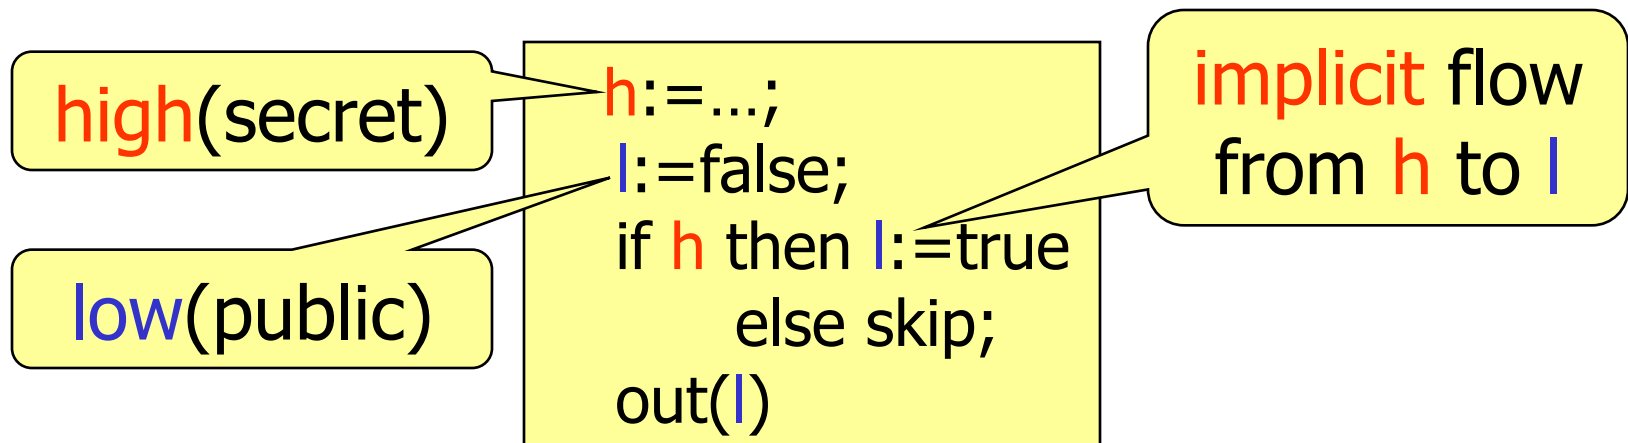 high(secret)
low(public)
h:=...;
l:=false;
if h then l:=true
else skip;
out(l)
implicit flow
from h to l